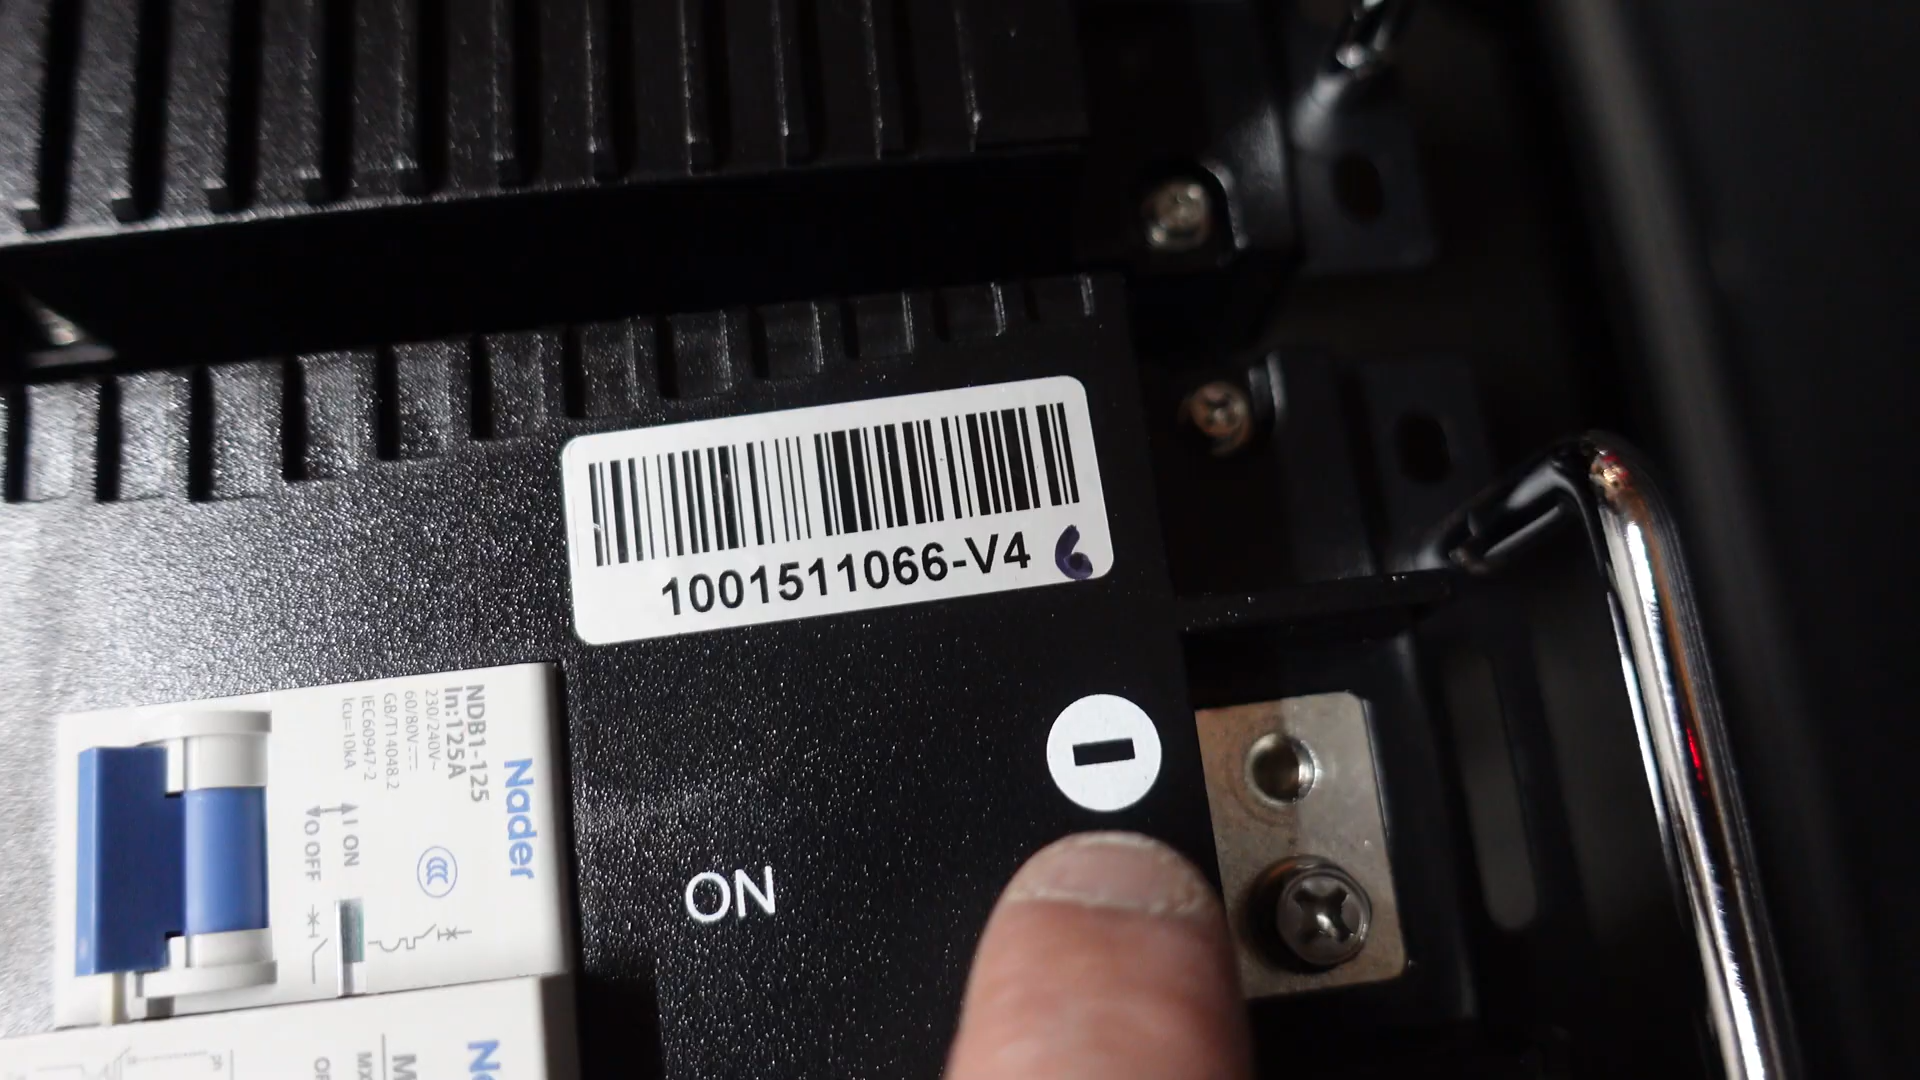 1001511066-V4 6
Nader
NDB1-125
In:125A
230/240V~
60/80V
GB/T14048.2
IEC60947-2
Icu=10kA
I ON
O OFF
ON